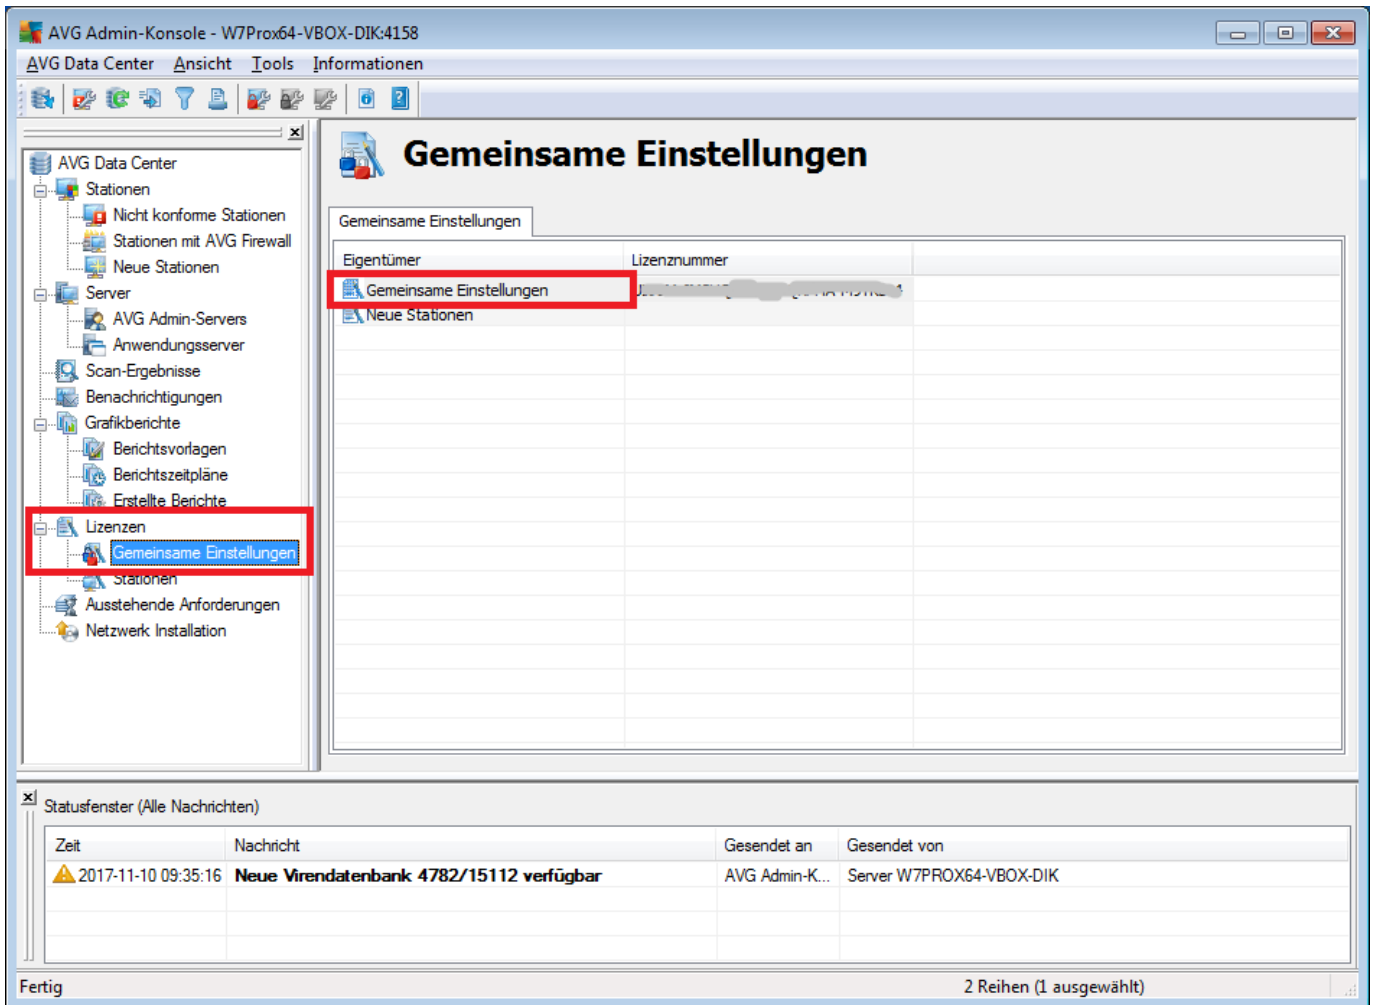 AVG Admin-Konsole - W7Prox64-VBOX-DIK:4158
AVG Data Center Ansicht Tools Informationen
AVG Data Center
Stationen
Nicht konforme Stationen
Stationen mit AVG Firewall
Neue Stationen
Server
AVG Admin-Servers
Anwendungsserver
Scan-Ergebnisse
Benachrichtigungen
Grafikberichte
Berichtsvorlagen
Berichtszeitpläne
Erstellte Berichte
Lizenzen
Gemeinsame Einstellungen
Stationen
Ausstehende Anforderungen
Netzwerk Installation
Gemeinsame Einstellungen
Gemeinsame Einstellungen
Eigentümer Lizenznummer
Gemeinsame Einstellungen
Neue Stationen
Statusfenster (Alle Nachrichten)
Zeit Nachricht Gesendet an Gesendet von
2017-11-10 09:35:16 Neue Virendatenbank 4782/15112 verfügbar AVG Admin-K... Server W7PROX64-VBOX-DIK
Fertig 2 Reihen (1 ausgewählt)